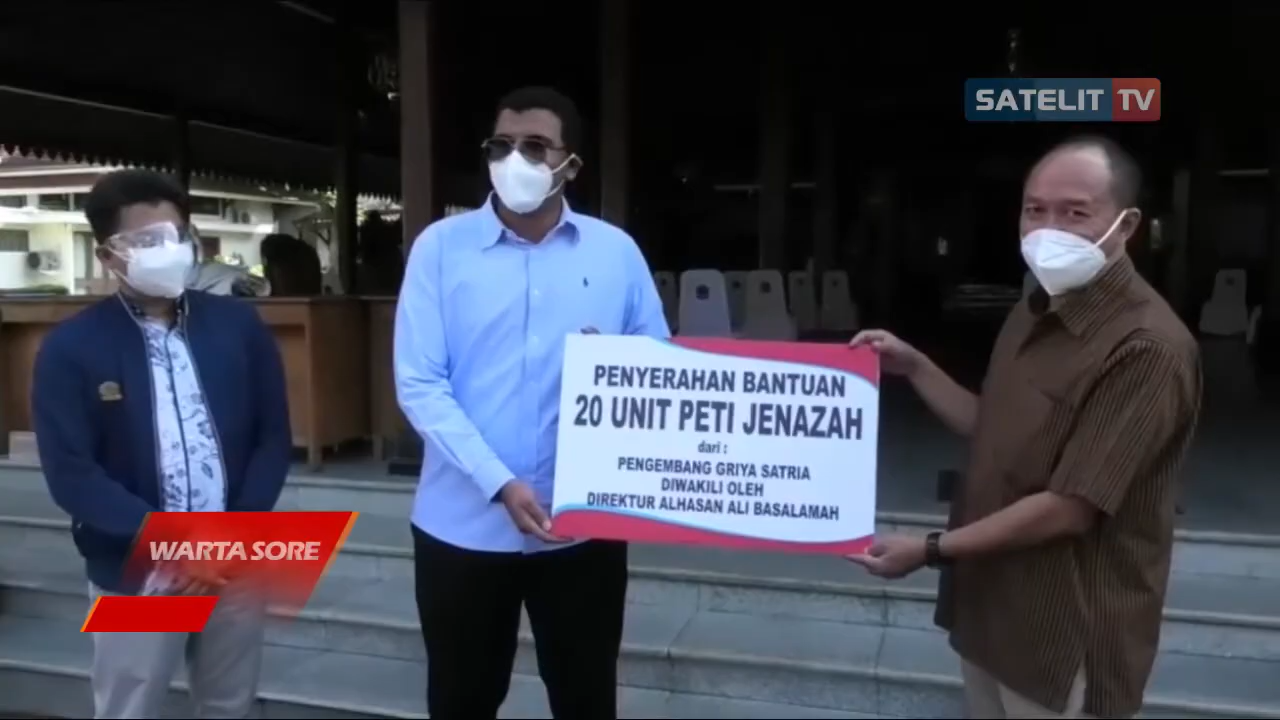 SATELIT TV
PENYERAHAN BANTUAN
20 UNIT PETI JENAZAH
dari :
PENGEMBANG GRIYA SATRIA
DIWAKILI OLEH
DIREKTUR ALHASAN ALI BASALAMAH
WARTA SORE